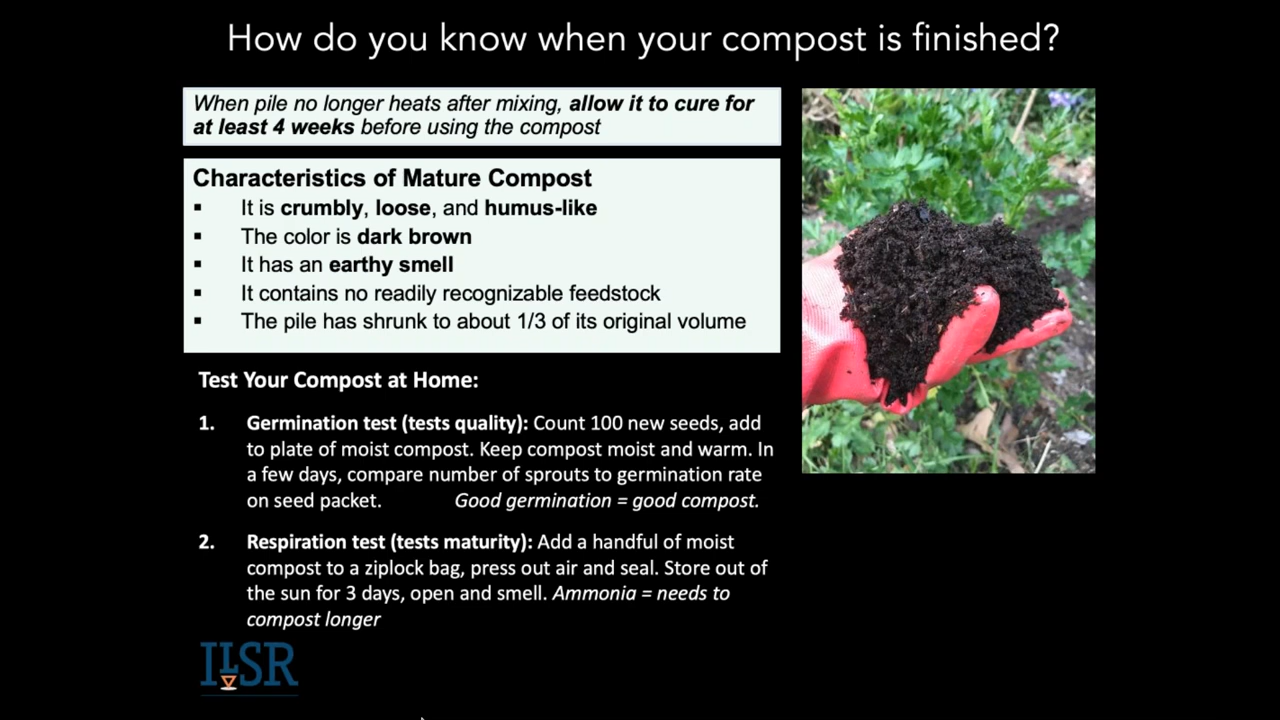 How do you know when your compost is finished?
When pile no longer heats after mixing, allow it to cure for
at least 4 weeks before using the compost
Characteristics of Mature Compost
▪ It is crumbly, loose, and humus-like
▪ The color is dark brown
▪ It has an earthy smell
▪ It contains no readily recognizable feedstock
▪ The pile has shrunk to about 1/3 of its original volume
Test Your Compost at Home:
1. Germination test (tests quality): Count 100 new seeds, add
to plate of moist compost. Keep compost moist and warm. In
a few days, compare number of sprouts to germination rate
on seed packet. Good germination = good compost.
2. Respiration test (tests maturity): Add a handful of moist
compost to a ziplock bag, press out air and seal. Store out of
the sun for 3 days, open and smell. Ammonia = needs to
compost longer
ILSR